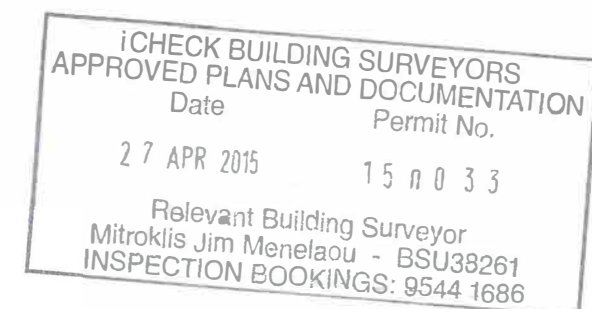 iCHECK BUILDING SURVEYORS
APPROVED PLANS AND DOCUMENTATION
Date Permit No.
27 APR 2015 15 0 0 3 3
Relevant Building Surveyor
Mitroklis Jim Menelaou - BSU38261
INSPECTION BOOKINGS: 9544 1686